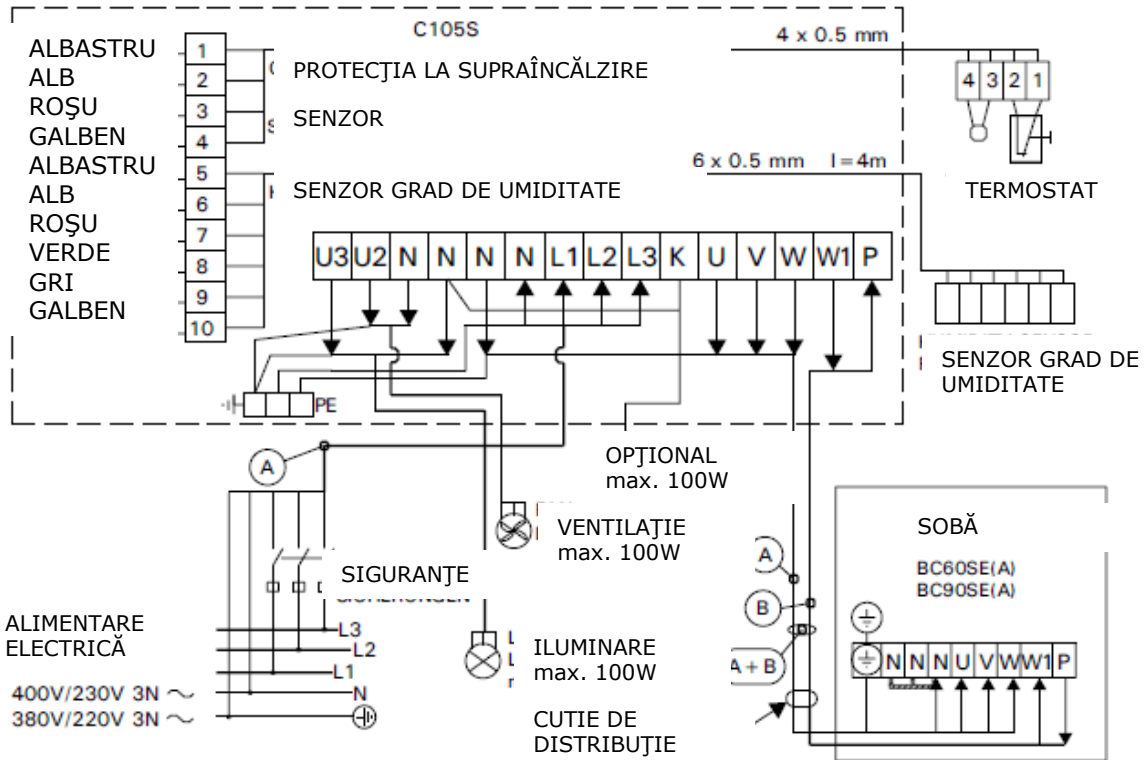 C105S
ALBASTRU 1
ALB 2
ROŞU 3
GALBEN 4
ALBASTRU 5
ALB 6
ROŞU 7
VERDE 8
GRI 9
GALBEN 10
PROTECŢIA LA SUPRAÎNCĂLZIRE
SENZOR
SENZOR GRAD DE UMIDITATE
4 x 0.5 mm
4 3 2 1
TERMOSTAT
6 x 0.5 mm l=4m
SENZOR GRAD DE
UMIDITATE
U3 U2 N N N N L1 L2 L3 K U V W W1 P
PE
A
OPŢIONAL
max. 100W
VENTILAŢIE
max. 100W
SIGURANŢE
ALIMENTARE
ELECTRICĂ
L3
L2
L1
N
400V/230V 3N ~
380V/220V 3N ~
ILUMINARE
max. 100W
CUTIE DE
DISTRIBUŢIE
A
B
A + B
SOBĂ
BC60SE(A)
BC90SE(A)
N N N U V W W1 P